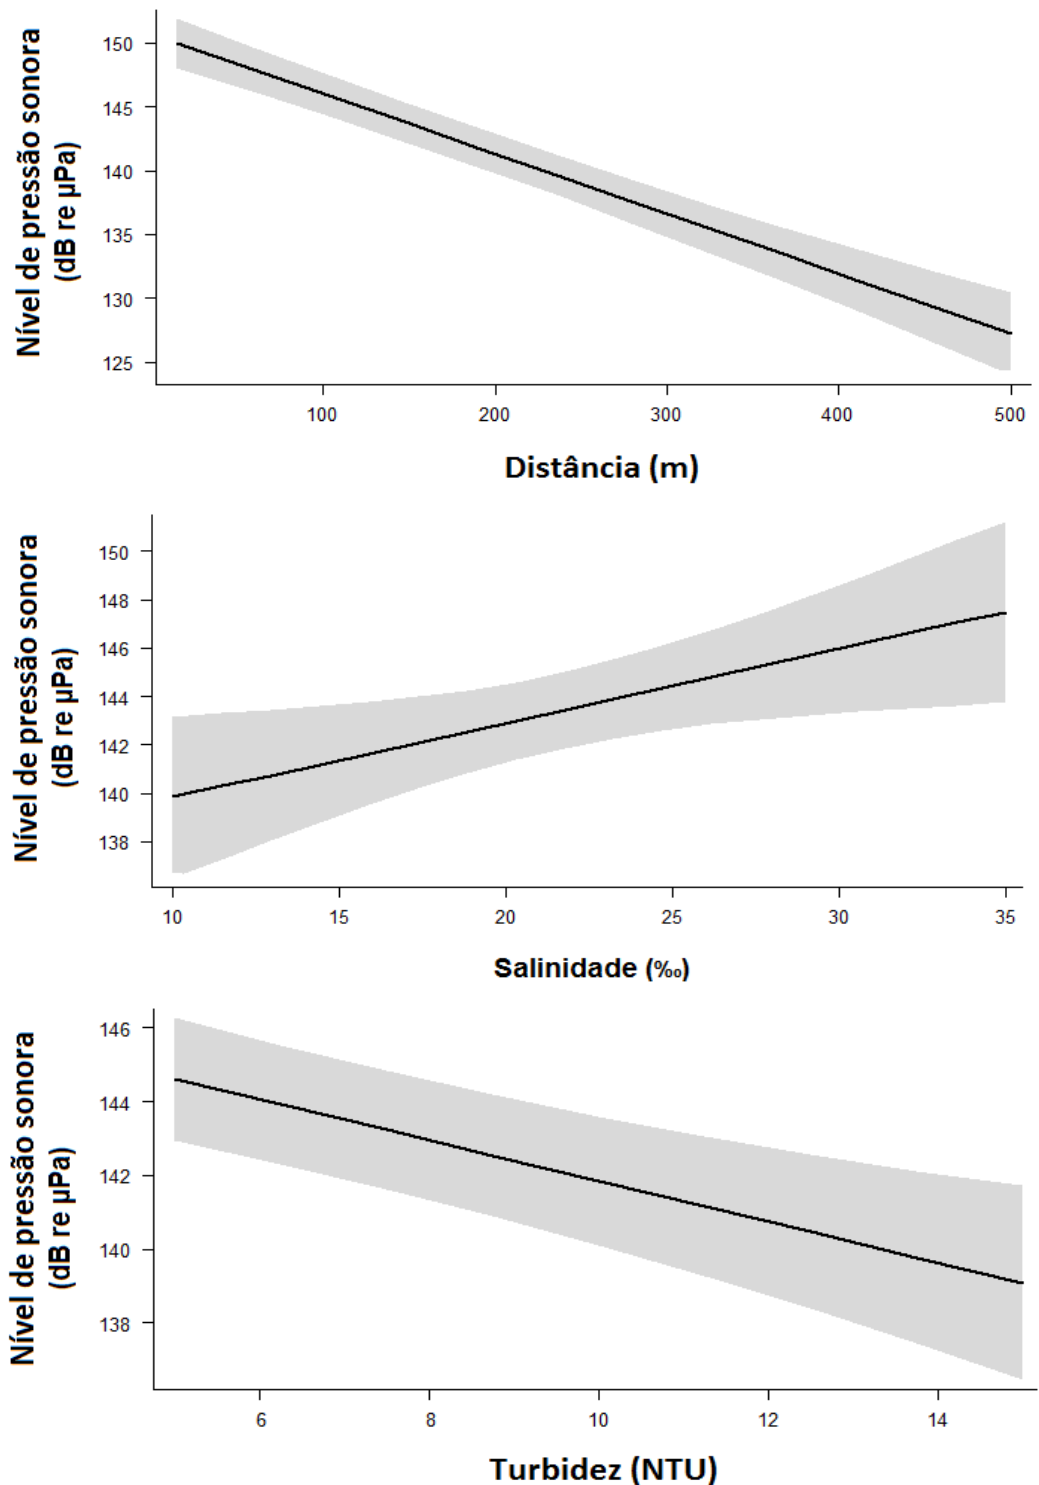 Nível de pressão sonora
(dB re µPa)
150
145
140
135
130
125
100 200 300 400 500
Distância (m)
Nível de pressão sonora
(dB re µPa)
150
148
146
144
142
140
138
10 15 20 25 30 35
Salinidade (‰)
Nível de pressão sonora
(dB re µPa)
146
144
142
140
138
6 8 10 12 14
Turbidez (NTU)